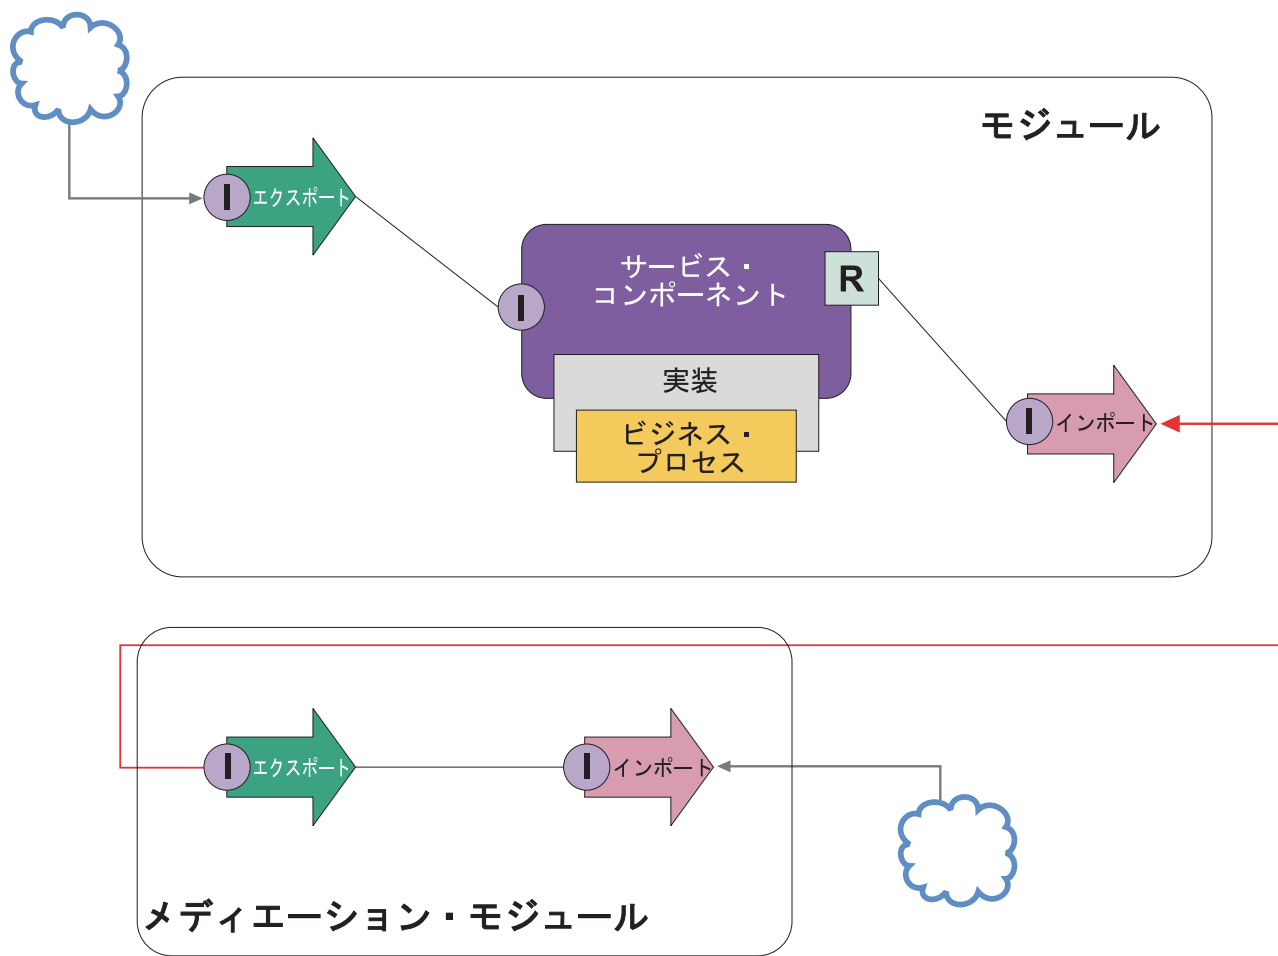 モジュール
I
エクスポート
サービス・
コンポーネント
R
I
実装
ビジネス・
プロセス
I
インポート
I
エクスポート
I
インポート
メディエーション・モジュール